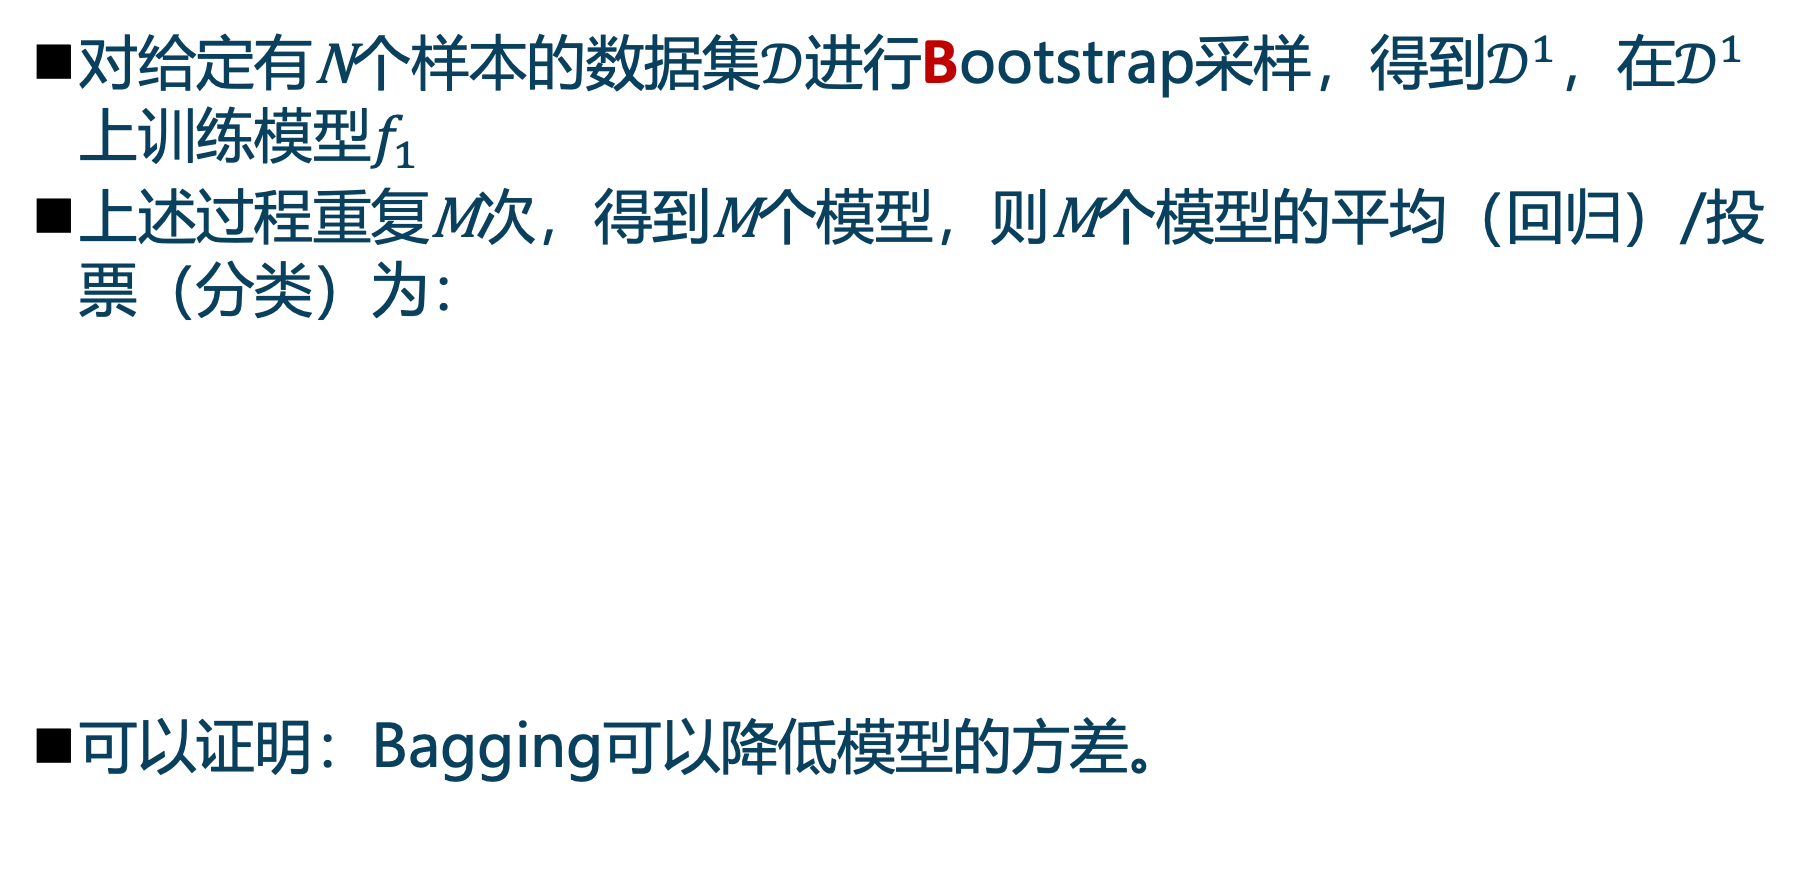 ■对给定有N个样本的数据集𝒟进行Bootstrap采样，得到𝒟¹，在𝒟¹
上训练模型f₁
■上述过程重复M次，得到M个模型，则M个模型的平均（回归）/投
票（分类）为：
■可以证明：Bagging可以降低模型的方差。